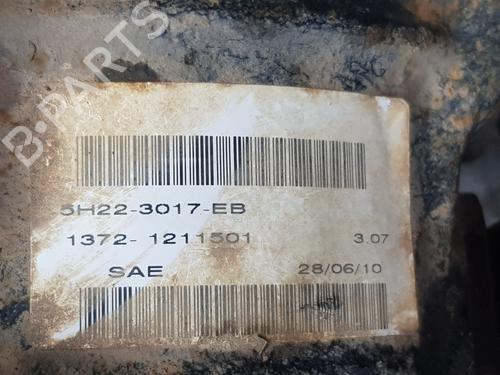 B-PARTS
5H22-3017-EB
1372- 1211501 3.07
SAE 28/06/10